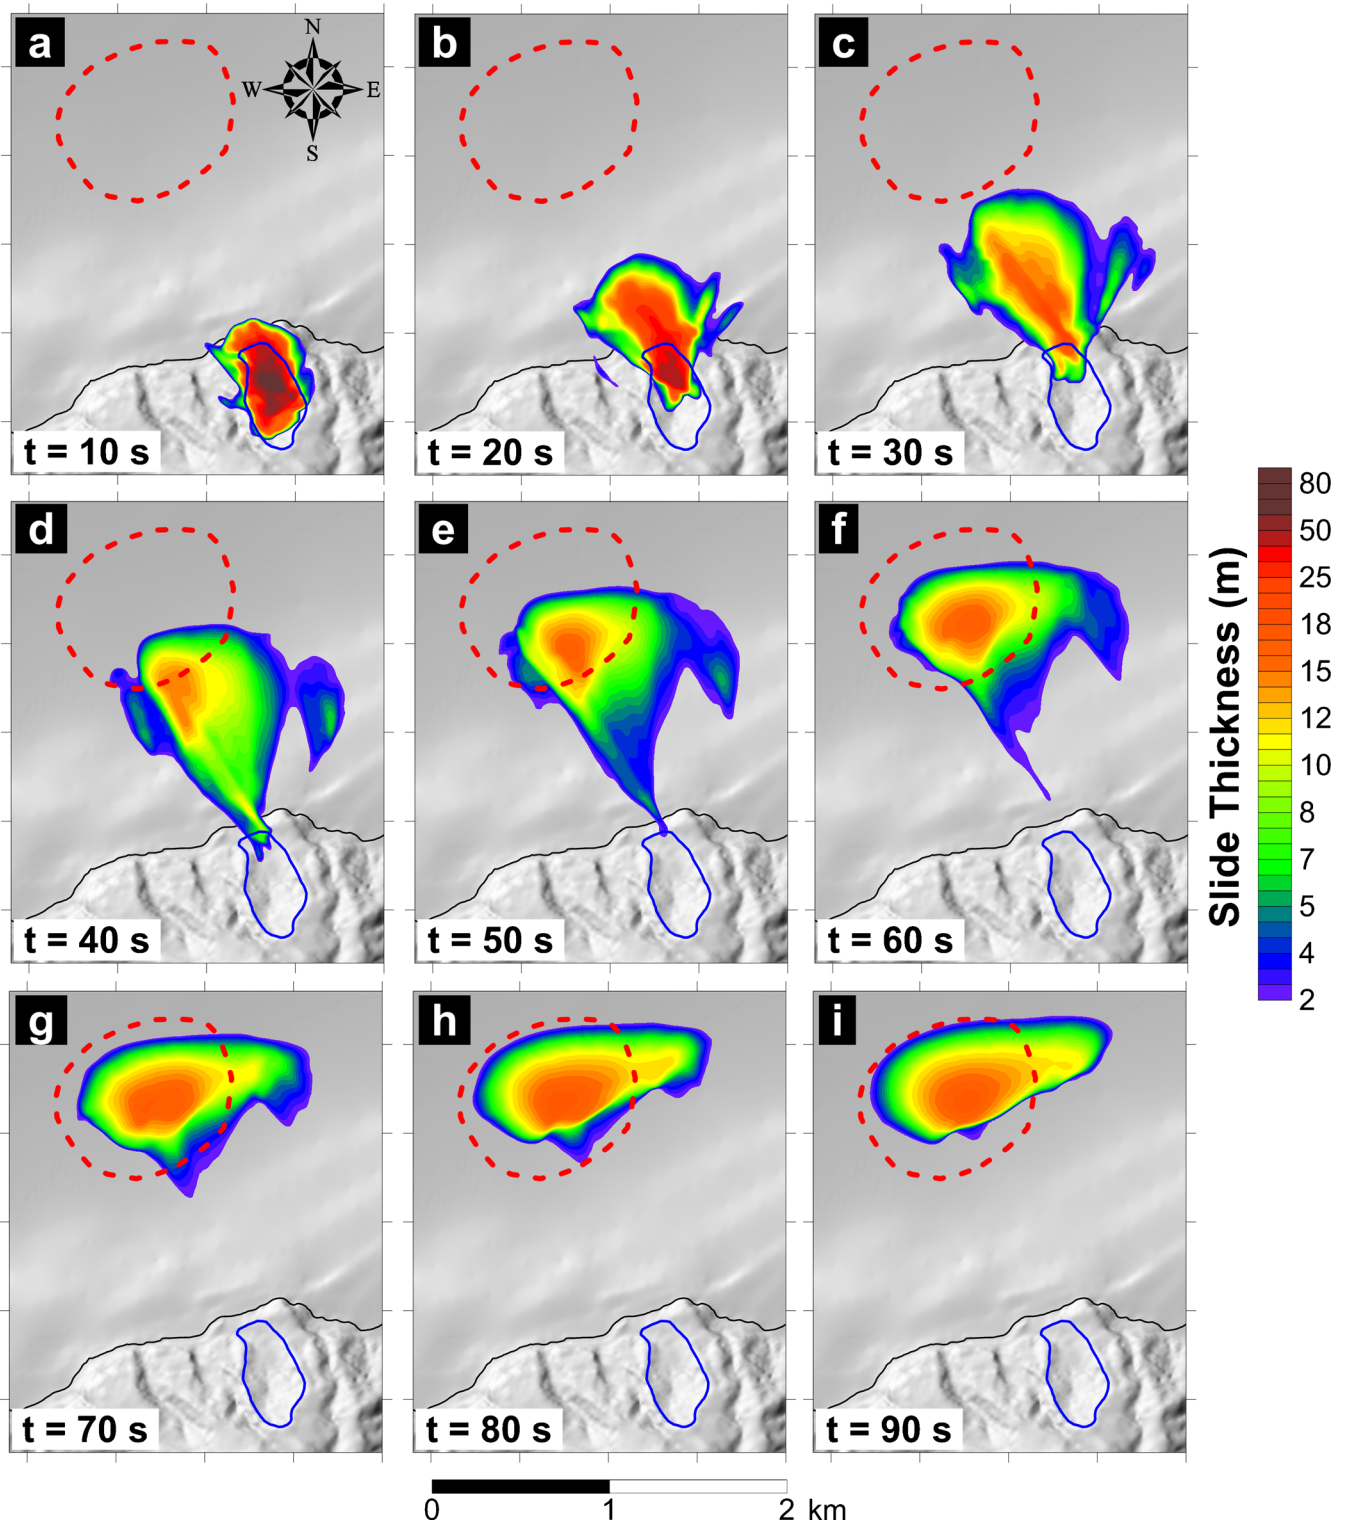 a
N
W E
S
t = 10 s
b
t = 20 s
c
t = 30 s
d
t = 40 s
e
t = 50 s
f
t = 60 s
g
t = 70 s
h
t = 80 s
i
t = 90 s
Slide Thickness (m)
80
50
25
18
15
12
10
8
7
5
4
2
0 1 2 km